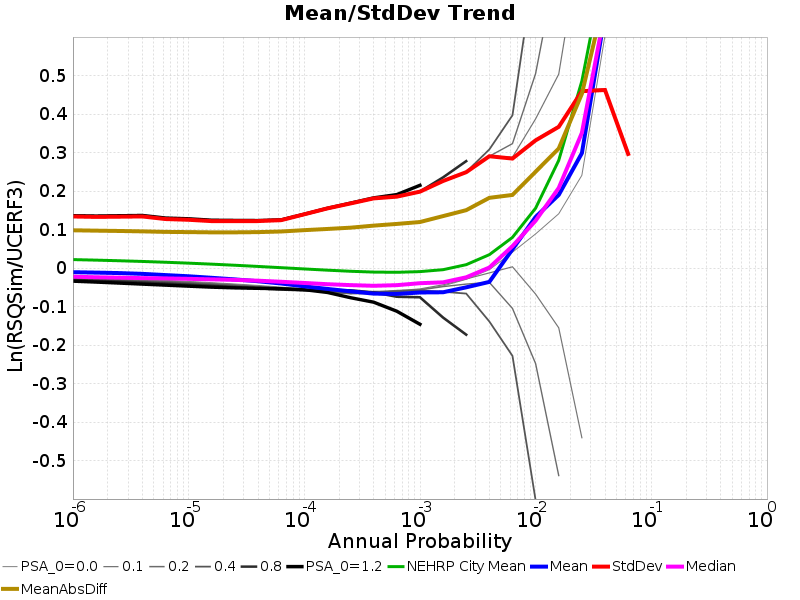 Mean/StdDev Trend
Ln(RSQSim/UCERF3)
0.5
0.4
0.3
0.2
0.1
0
-0.1
-0.2
-0.3
-0.4
-0.5
10^-6 10^-5 10^-4 10^-3 10^-2 10^-1 10^0
Annual Probability
PSA_0=0.0 0.1 0.2 0.4 0.8 PSA_0=1.2 NEHRP City Mean Mean StdDev Median
MeanAbsDiff